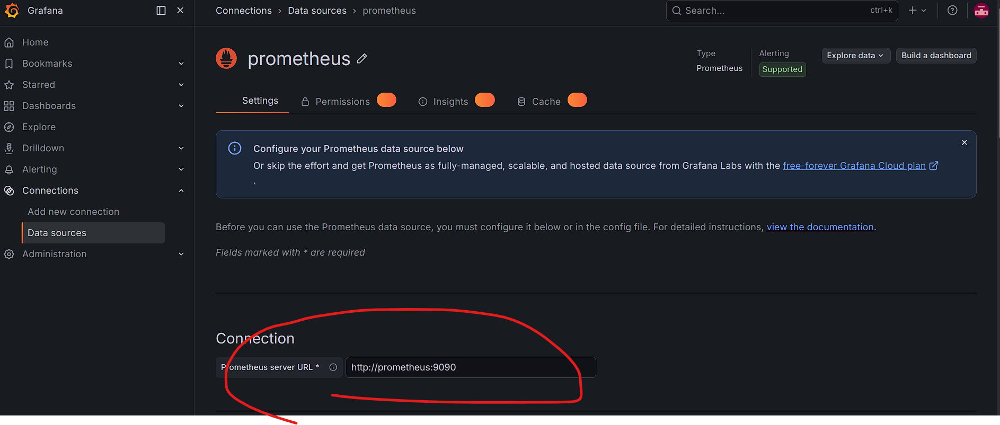 Grafana
Connections > Data sources > prometheus
Search...
ctrl+k
Home
Bookmarks
Starred
Dashboards
Explore
Drilldown
Alerting
Connections
Add new connection
Data sources
Administration
prometheus
Type
Prometheus
Alerting
Supported
Explore data
Build a dashboard
Settings
Permissions
Insights
Cache
Configure your Prometheus data source below
Or skip the effort and get Prometheus as fully-managed, scalable, and hosted data source from Grafana Labs with the free-forever Grafana Cloud plan
.
Before you can use the Prometheus data source, you must configure it below or in the config file. For detailed instructions, view the documentation.
Fields marked with * are required
Connection
Prometheus server URL *
http://prometheus:9090